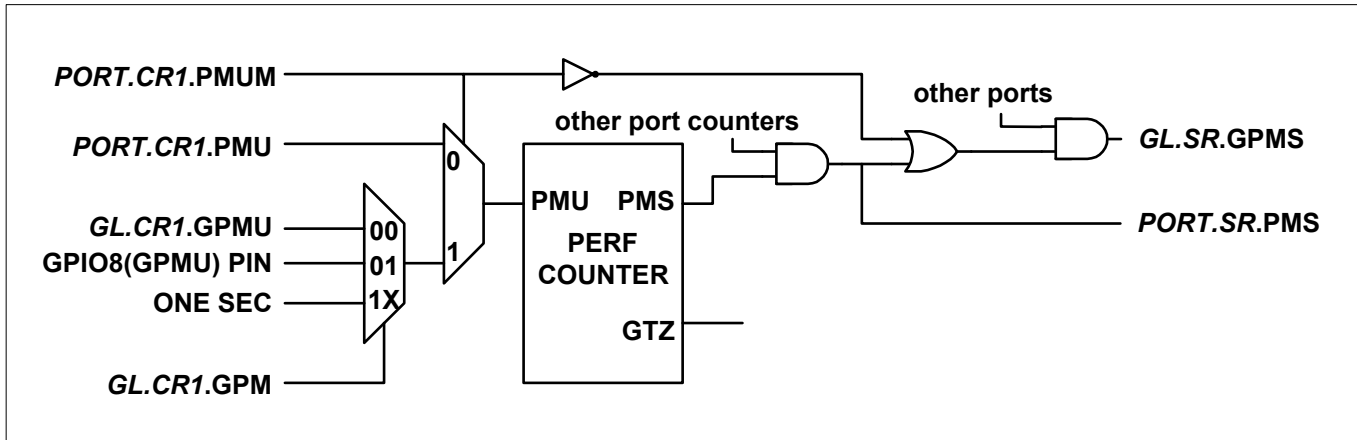 PORT.CR1.PMUM
other ports
other port counters
PORT.CR1.PMU
0
GL.SR.GPMS
PMU PMS
GL.CR1.GPMU
00
PORT.SR.PMS
GPIO8(GPMU) PIN
01
1
PERF
COUNTER
ONE SEC
1X
GTZ
GL.CR1.GPM